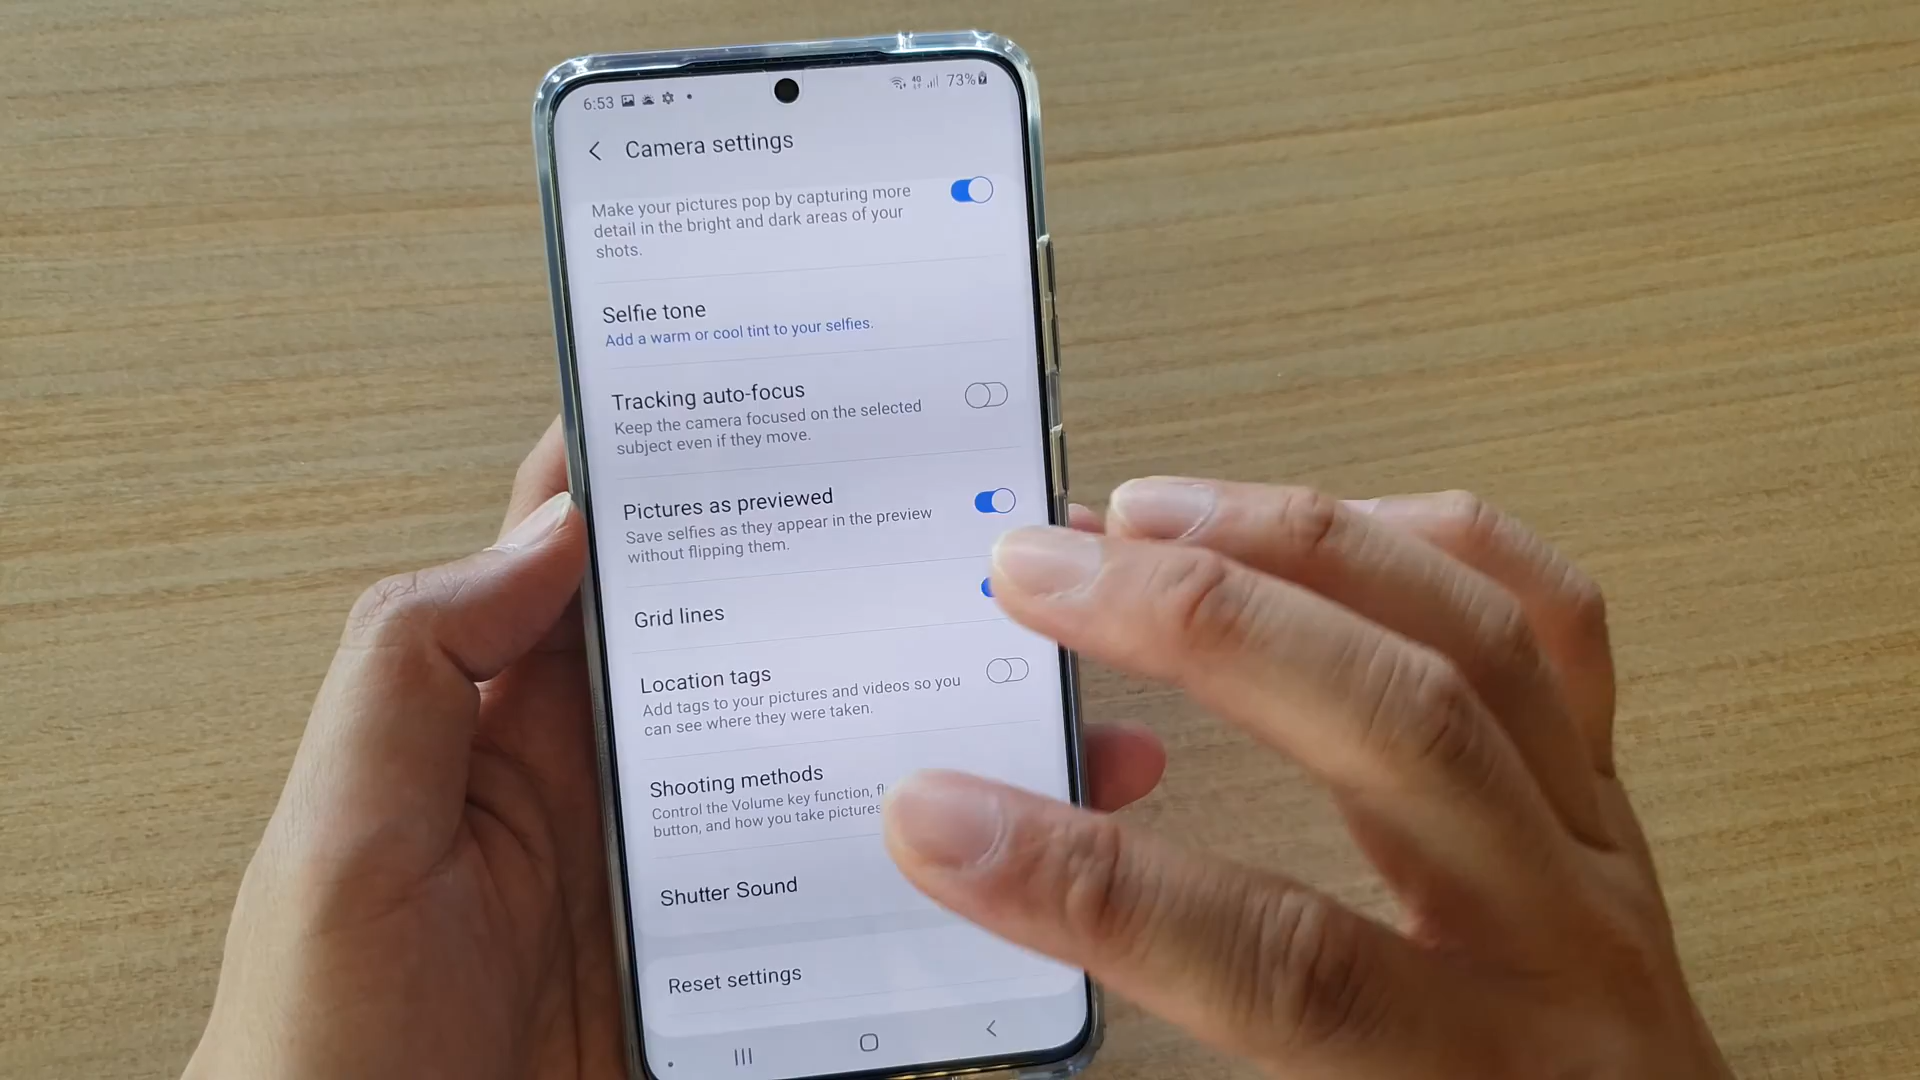 6:53
4G
73%
Camera settings
Make your pictures pop by capturing more
detail in the bright and dark areas of your
shots.
Selfie tone
Add a warm or cool tint to your selfies.
Tracking auto-focus
Keep the camera focused on the selected
subject even if they move.
Pictures as previewed
Save selfies as they appear in the preview
without flipping them.
Grid lines
Location tags
Add tags to your pictures and videos so you
can see where they were taken.
Shooting methods
Control the Volume key function,
button, and how you take pictures
Shutter Sound
Reset settings